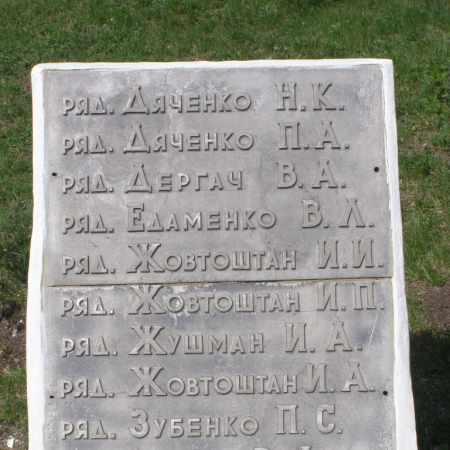 ряд. Дяченко Н.К.
ряд. Дяченко П.А.
ряд. Дергач В.А.
ряд. Едаменко В.Л.
ряд. Жовтоштан И.И.
ряд. Жовтоштан И.П.
ряд. Жушман И.А.
ряд. Жовтоштан И.А.
ряд. Зубенко П.С.